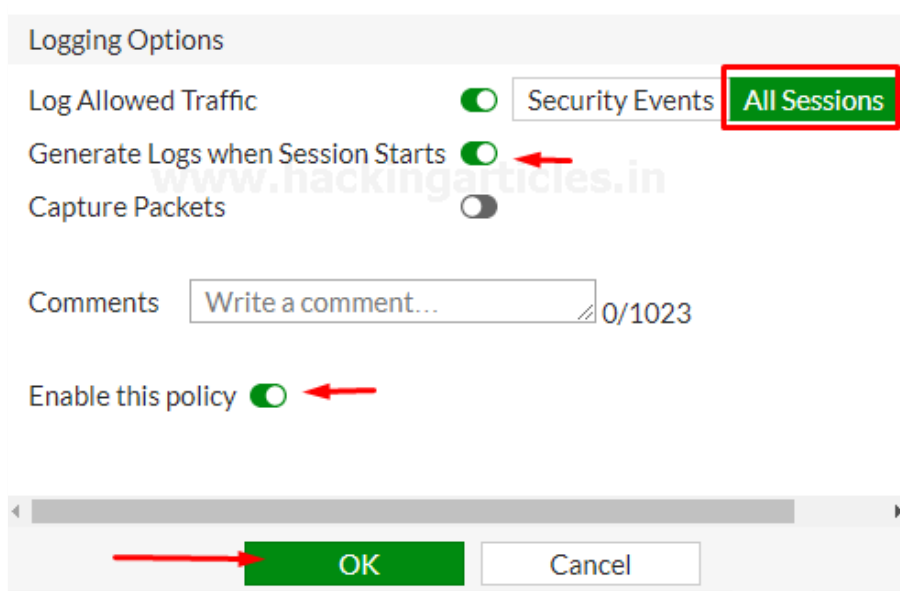 Logging Options
Log Allowed Traffic Security Events All Sessions
Generate Logs when Session Starts
www.hackingarticles.in
Capture Packets
Comments Write a comment... 0/1023
Enable this policy
OK Cancel